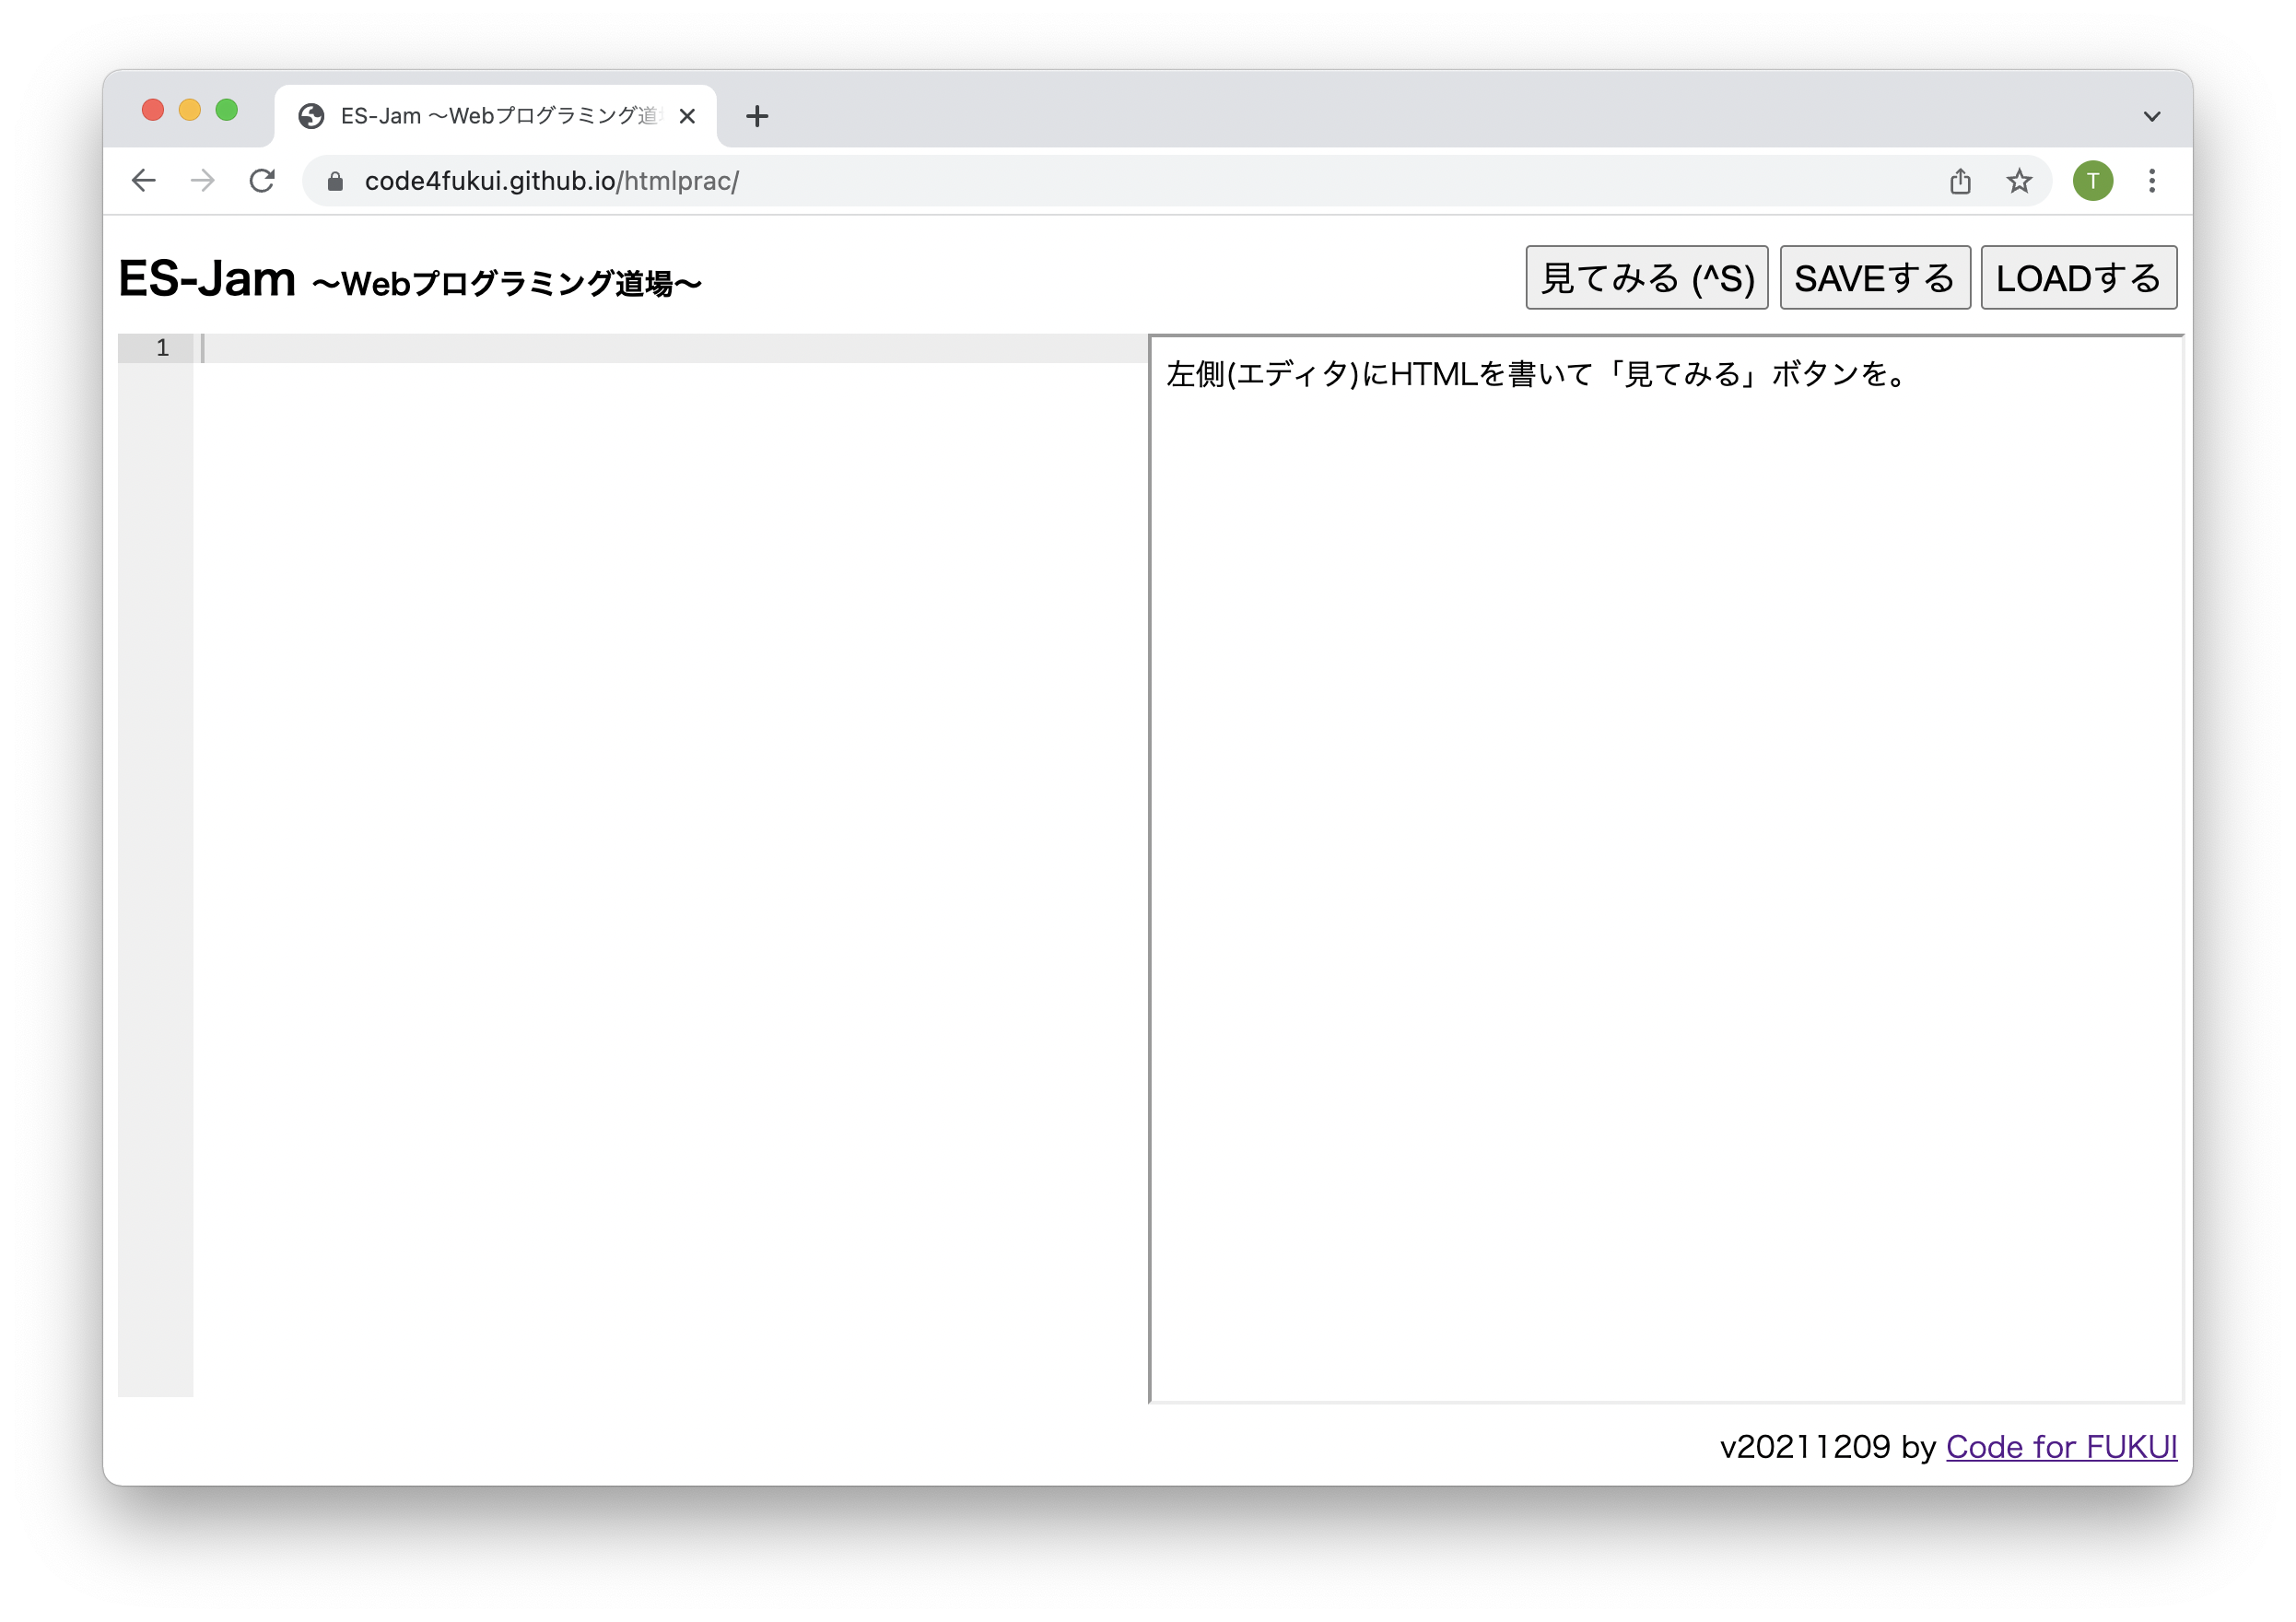 ES-Jam ～Webプログラミング道
code4fukui.github.io/htmlprac/
T
ES-Jam ～Webプログラミング道場～
見てみる (^S)
SAVEする
LOADする
1
左側(エディタ)にHTMLを書いて「見てみる」ボタンを。
v20211209 by Code for FUKUI